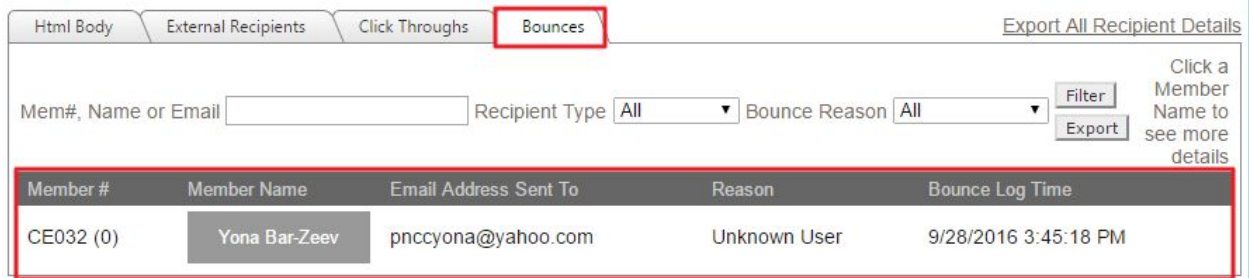 Html Body External Recipients Click Throughs Bounces Export All Recipient Details
Mem#, Name or Email Recipient Type All Bounce Reason All Filter
Export
Click a
Member
Name to
see more
details
Member # Member Name Email Address Sent To Reason Bounce Log Time
CE032 (0) Yona Bar-Zeev pnccyona@yahoo.com Unknown User 9/28/2016 3:45:18 PM